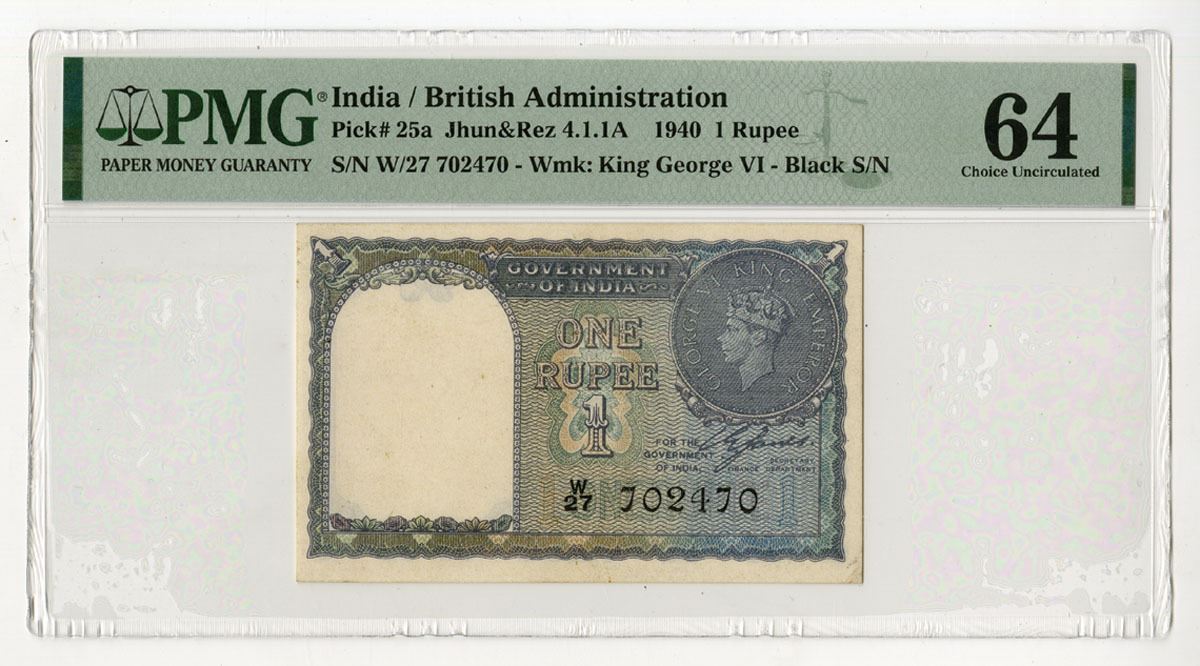 PMG®
PAPER MONEY GUARANTY
India / British Administration
Pick# 25a Jhun&Rez 4.1.1A 1940 1 Rupee
S/N W/27 702470 - Wmk: King George VI - Black S/N
64
Choice Uncirculated
1
1
GOVERNMENT
OF INDIA
GEORGE VI KING EMPEROR
ONE
RUPEE
1
FOR THE
GOVERNMENT
OF INDIA
SECRETARY
FINANCE DEPARTMENT
W
27 702470